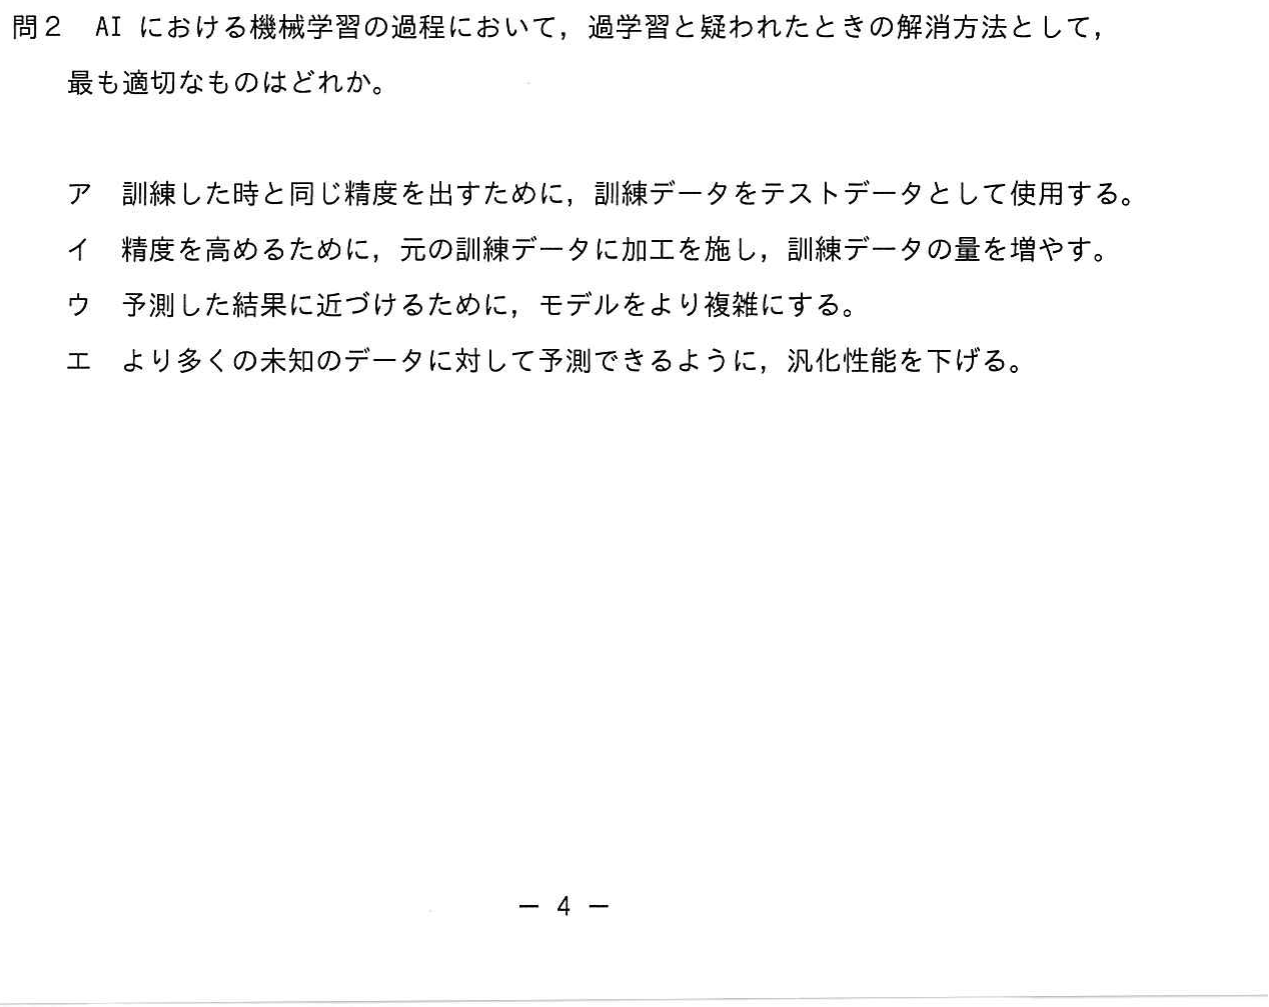 問２　AI における機械学習の過程において，過学習と疑われたときの解消方法として，
最も適切なものはどれか。
ア　訓練した時と同じ精度を出すために，訓練データをテストデータとして使用する。
イ　精度を高めるために，元の訓練データに加工を施し，訓練データの量を増やす。
ウ　予測した結果に近づけるために，モデルをより複雑にする。
エ　より多くの未知のデータに対して予測できるように，汎化性能を下げる。
－ 4 －